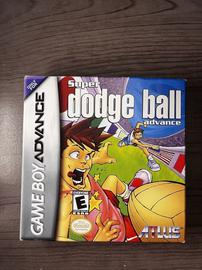 GAME BOY ADVANCE
Super
dodge ball
advance
E
ATLUS